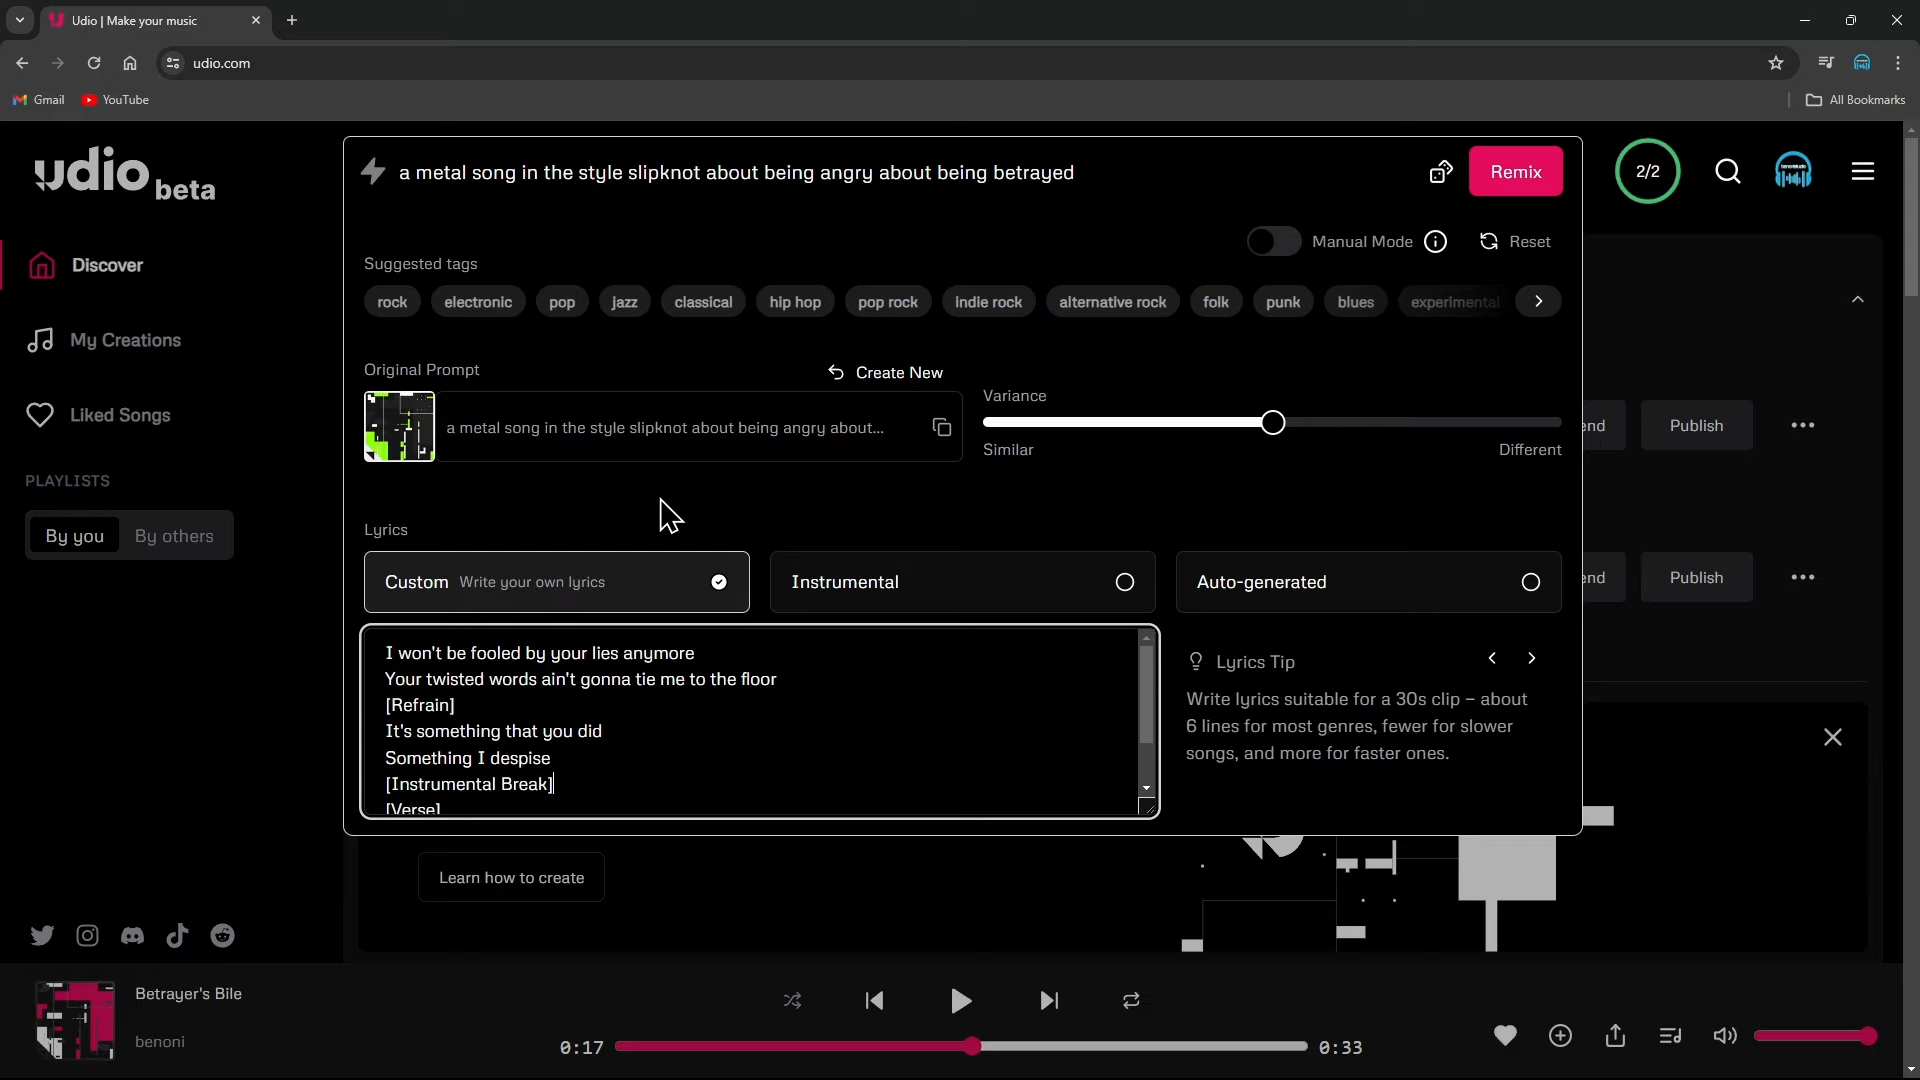 Udio | Make your music
udio.com
Gmail
YouTube
All Bookmarks
udio beta
a metal song in the style slipknot about being angry about being betrayed
Remix
2/2
Manual Mode
Reset
Discover
Suggested tags
rock
electronic
pop
jazz
classical
hip hop
pop rock
indie rock
alternative rock
folk
punk
blues
experimental
My Creations
Original Prompt
Create New
a metal song in the style slipknot about being angry about...
Variance
Similar
Different
end
Publish
Liked Songs
PLAYLISTS
By you
By others
Lyrics
Custom Write your own lyrics
Instrumental
Auto-generated
end
Publish
I won't be fooled by your lies anymore
Your twisted words ain't gonna tie me to the floor
[Refrain]
It's something that you did
Something I despise
[Instrumental Break]
[Verse]
Lyrics Tip
Write lyrics suitable for a 30s clip – about
6 lines for most genres, fewer for slower
songs, and more for faster ones.
Learn how to create
Betrayer's Bile
benoni
0:17
0:33